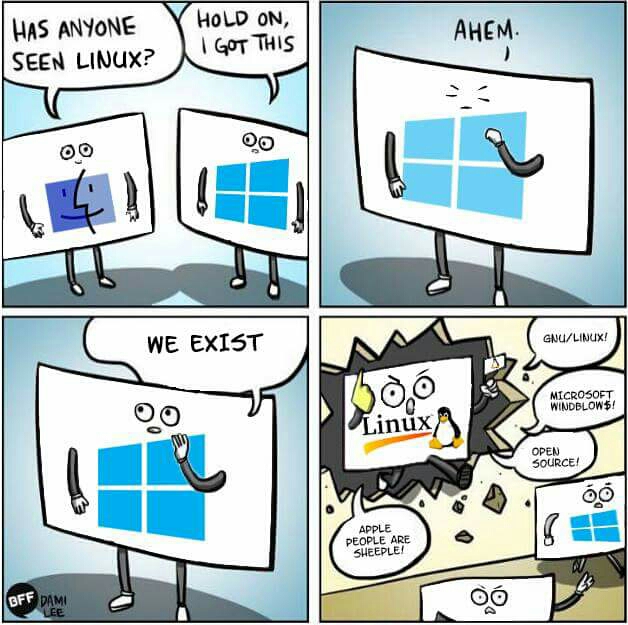 HAS ANYONE
SEEN LINUX?
HOLD ON,
I GOT THIS
AHEM.
WE EXIST
BFF
DAMI
LEE
GNU/LINUX!
MICROSOFT
WINDBLOW$!
OPEN
SOURCE!
Linux
APPLE
PEOPLE ARE
SHEEPLE!